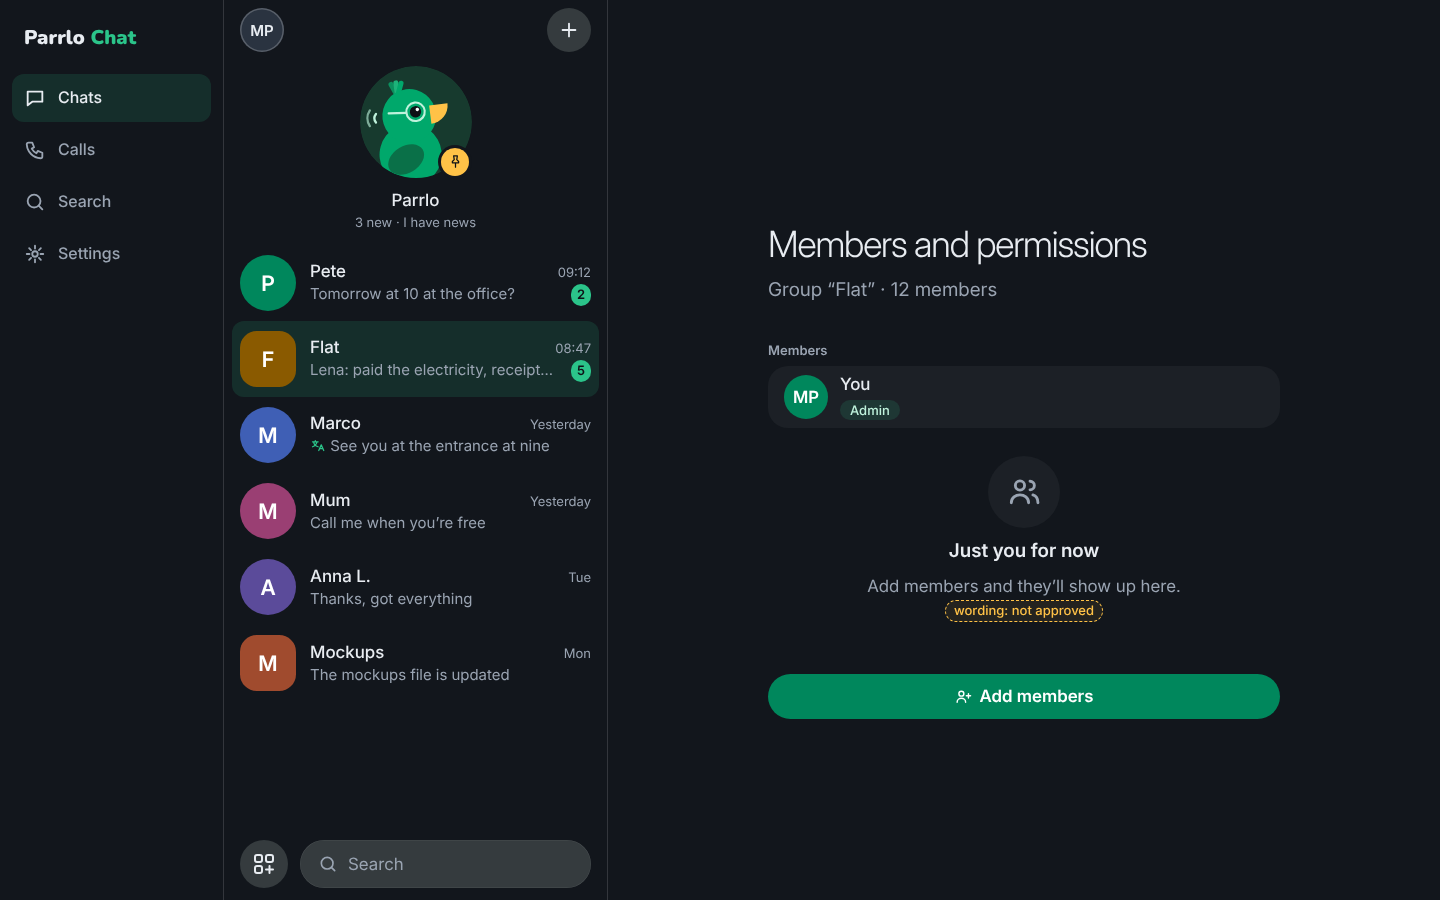 Parrlo Chat
Chats
Calls
Search
Settings
MP
Parrlo
3 new · I have news
P
Pete
09:12
Tomorrow at 10 at the office?
2
F
Flat
08:47
Lena: paid the electricity, receipt…
5
M
Marco
Yesterday
See you at the entrance at nine
M
Mum
Yesterday
Call me when you’re free
A
Anna L.
Tue
Thanks, got everything
M
Mockups
Mon
The mockups file is updated
Search
Members and permissions
Group “Flat” · 12 members
Members
MP
You
Admin
Just you for now
Add members and they’ll show up here.
wording: not approved
Add members